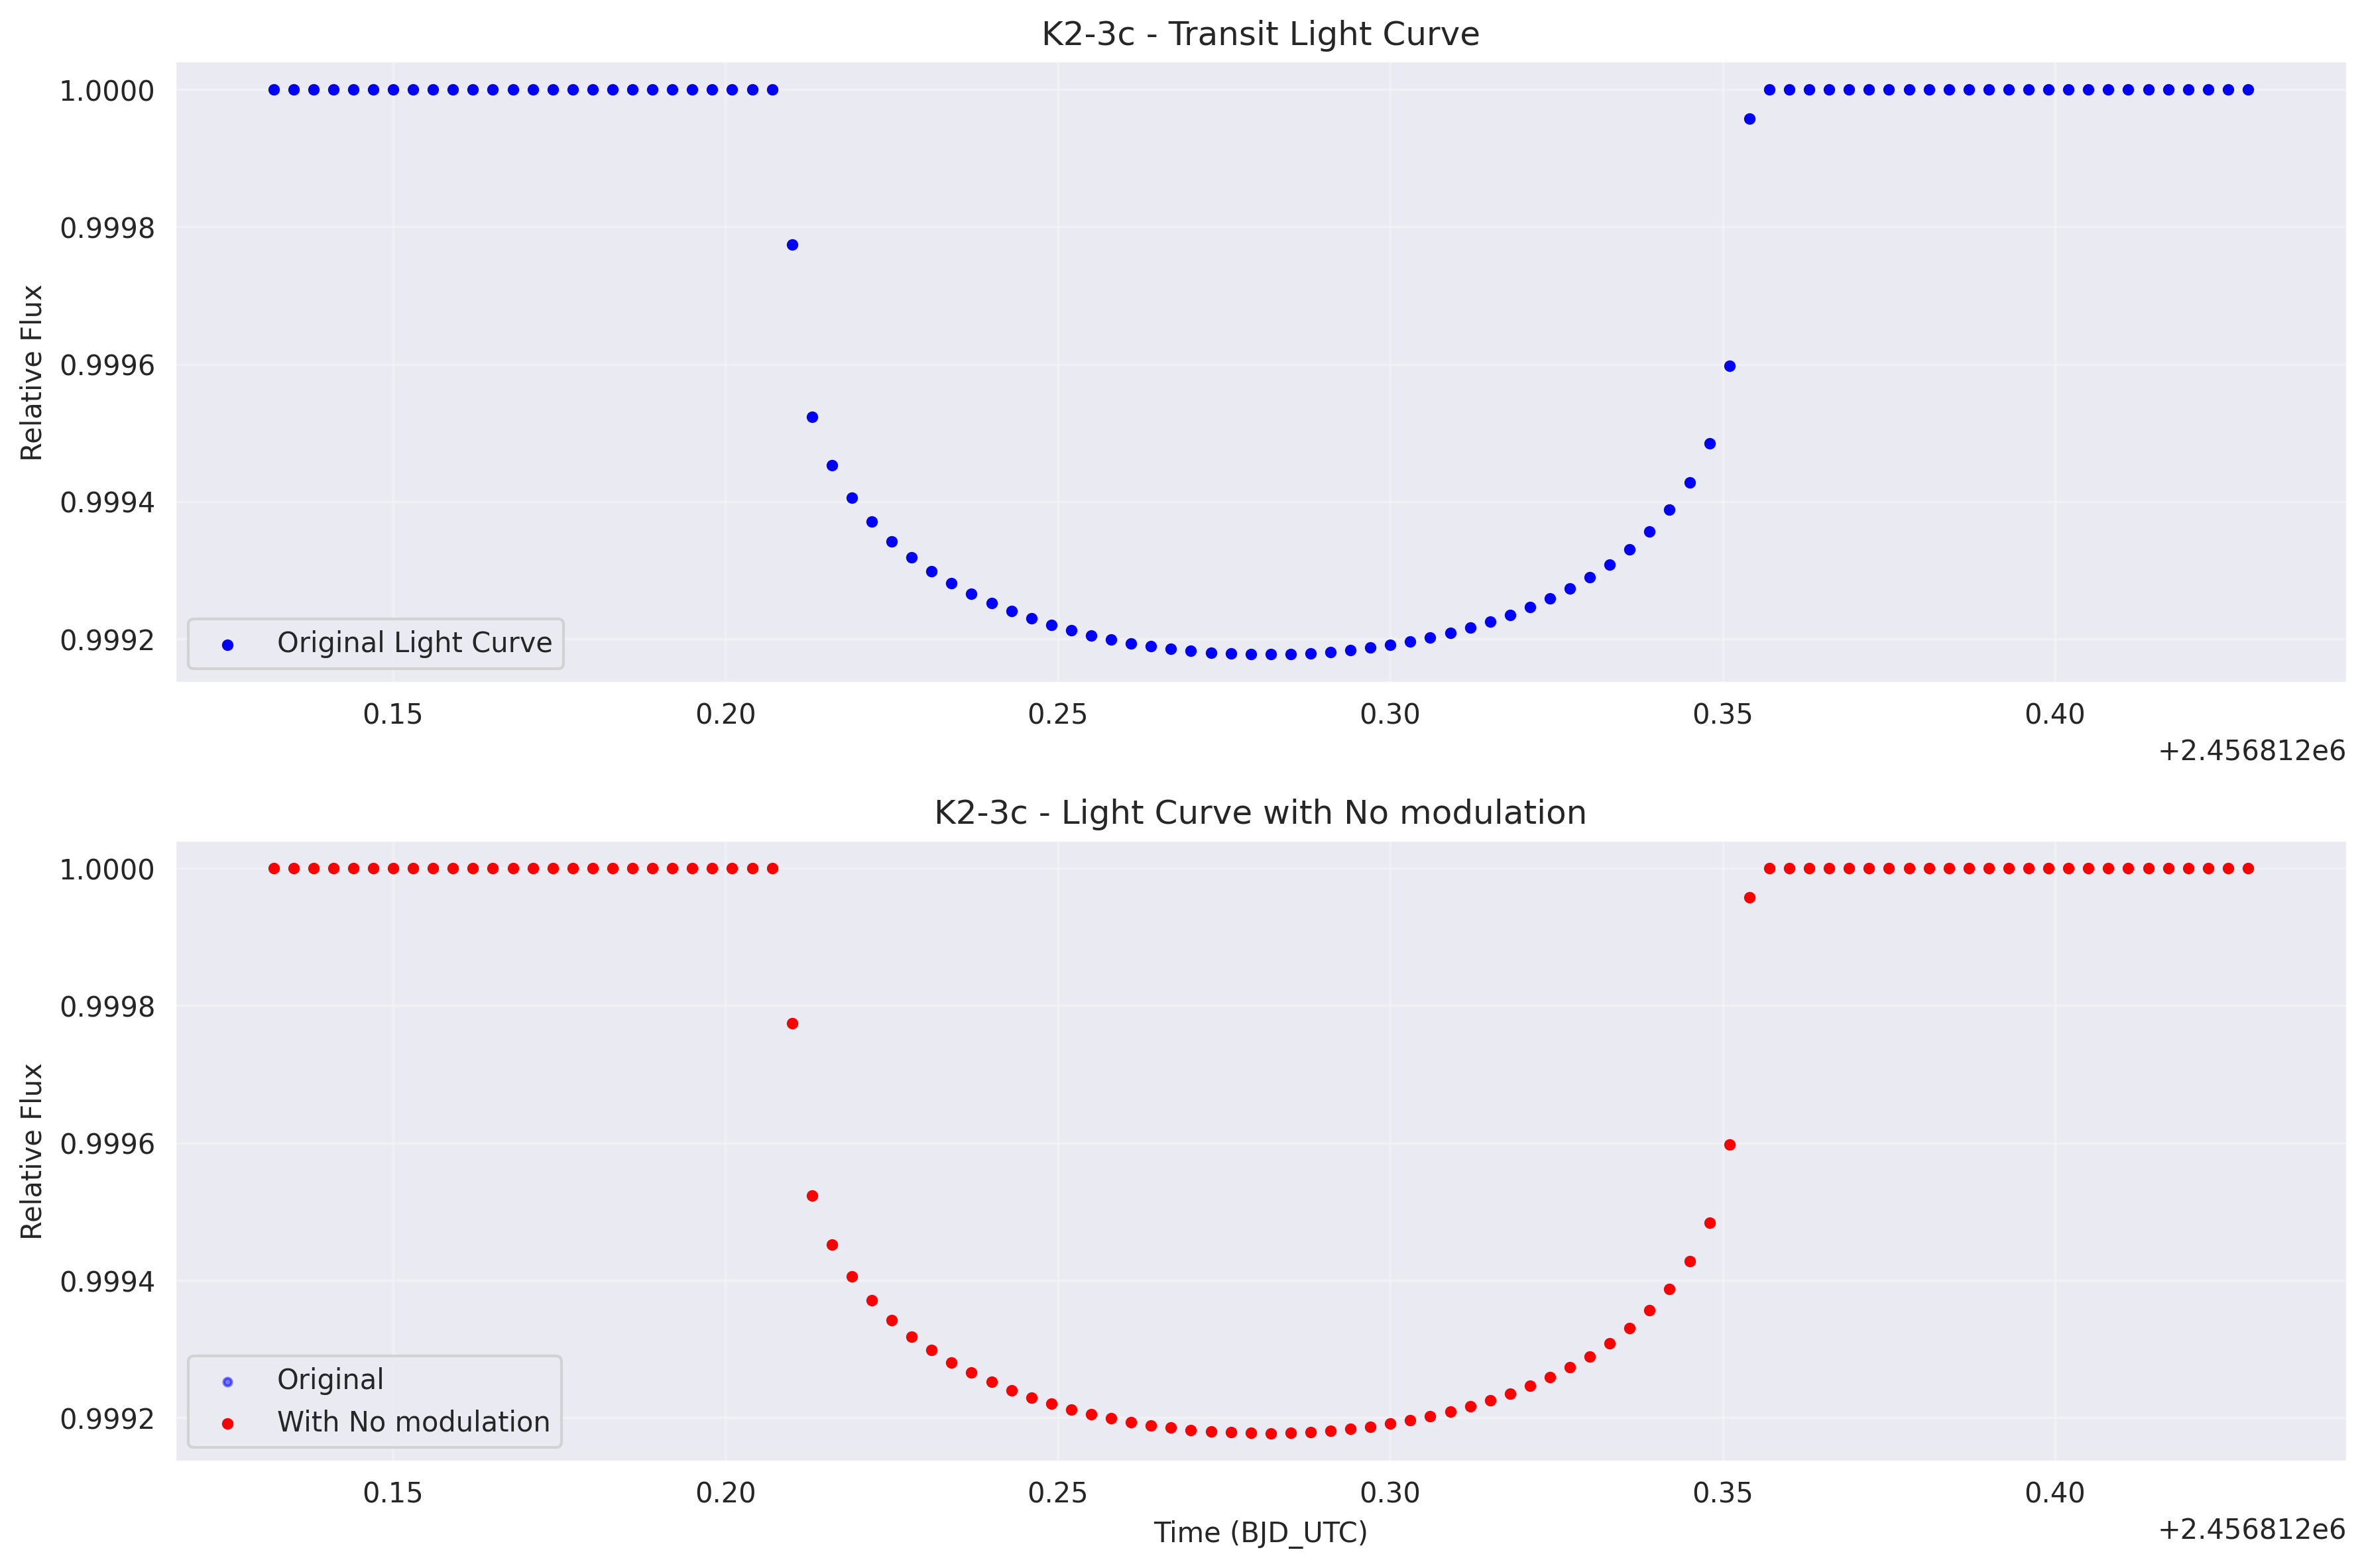 K2-3c - Transit Light Curve
1.0000
0.9998
0.9996
0.9994
0.9992
Relative Flux
Original Light Curve
0.15 0.20 0.25 0.30 0.35 0.40
+2.456812e6
K2-3c - Light Curve with No modulation
1.0000
0.9998
0.9996
0.9994
0.9992
Relative Flux
Original
With No modulation
0.15 0.20 0.25 0.30 0.35 0.40
Time (BJD_UTC)
+2.456812e6